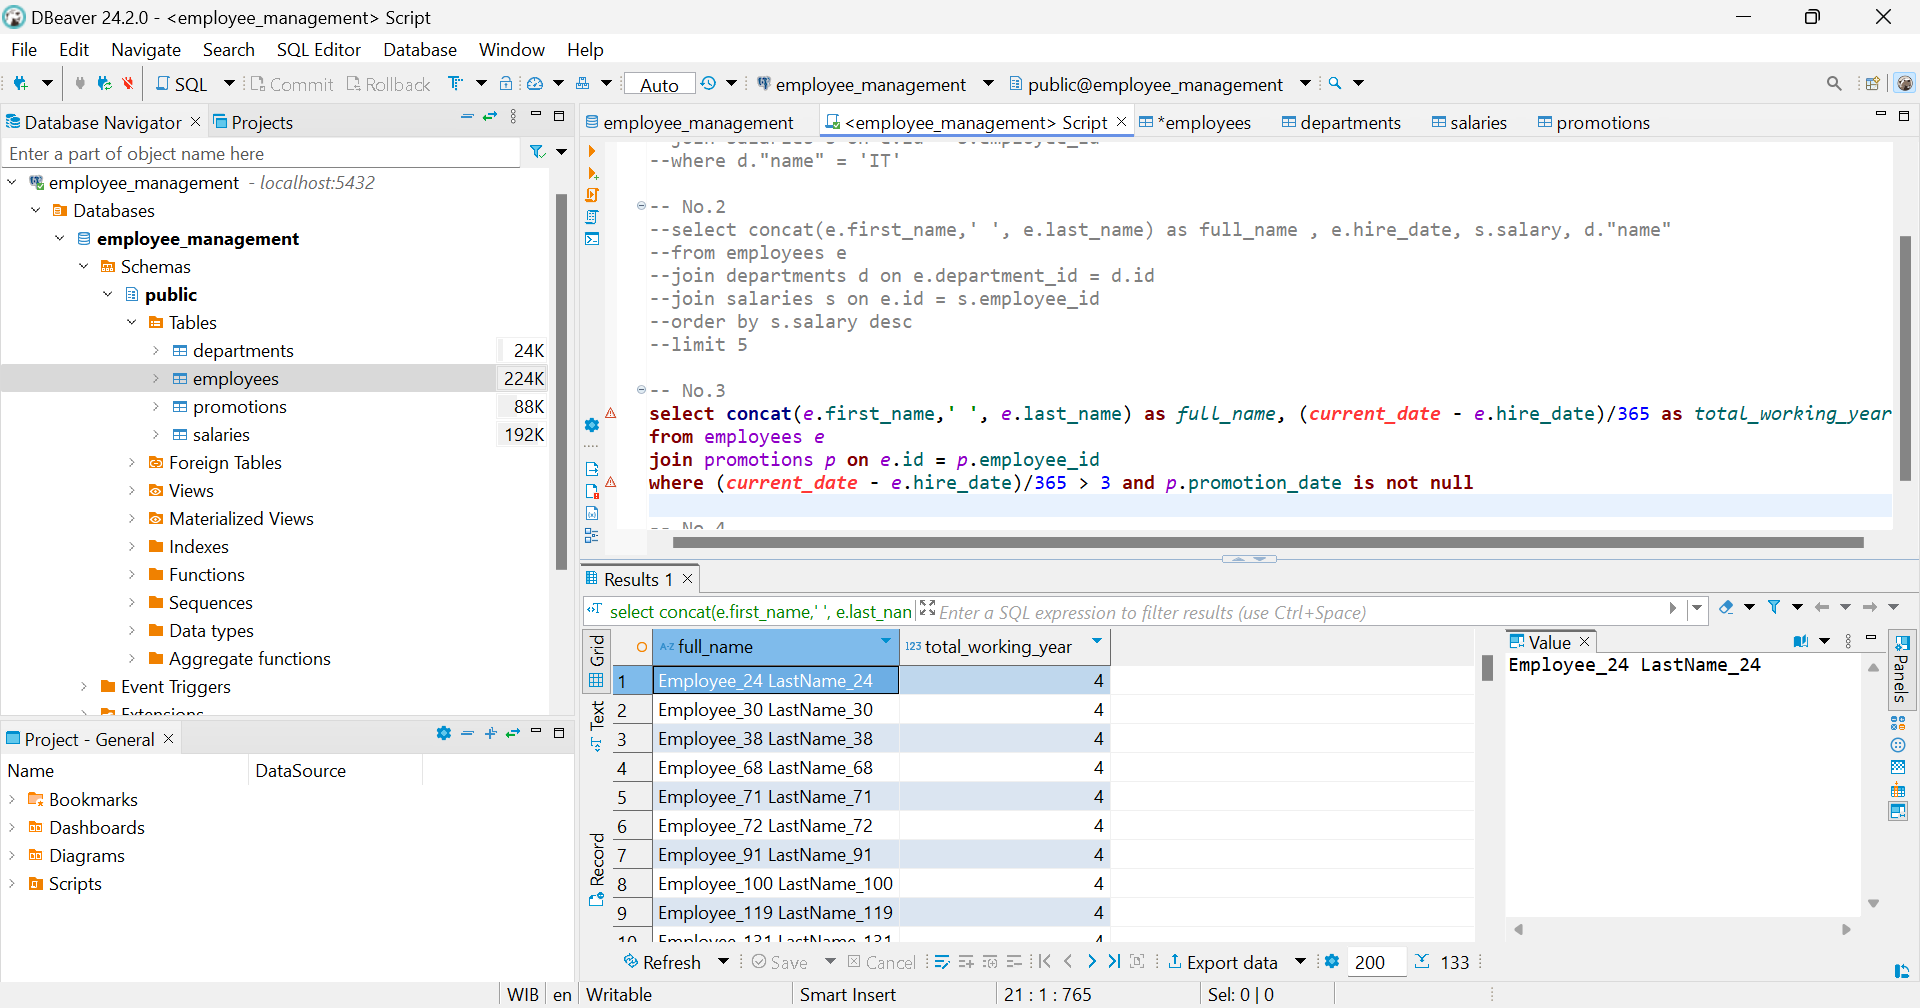 DBeaver 24.2.0 - <employee_management> Script
File Edit Navigate Search SQL Editor Database Window Help
SQL Commit Rollback Auto employee_management public@employee_management
Database Navigator Projects
Enter a part of object name here
employee_management - localhost:5432
Databases
employee_management
Schemas
public
Tables
departments 24K
employees 224K
promotions 88K
salaries 192K
Foreign Tables
Views
Materialized Views
Indexes
Functions
Sequences
Data types
Aggregate functions
Event Triggers
Extensions
Project - General
Name DataSource
Bookmarks
Dashboards
Diagrams
Scripts
employee_management <employee_management> Script *employees departments salaries promotions
--join salaries s on e.id = s.employee_id
--where d."name" = 'IT'
-- No.2
--select concat(e.first_name,' ', e.last_name) as full_name , e.hire_date, s.salary, d."name"
--from employees e
--join departments d on e.department_id = d.id
--join salaries s on e.id = s.employee_id
--order by s.salary desc
--limit 5
-- No.3
select concat(e.first_name,' ', e.last_name) as full_name, (current_date - e.hire_date)/365 as total_working_year
from employees e
join promotions p on e.id = p.employee_id
where (current_date - e.hire_date)/365 > 3 and p.promotion_date is not null
-- No.4
Results 1
select concat(e.first_name,' ', e.last_nan Enter a SQL expression to filter results (use Ctrl+Space)
Grid
Text
Record
full_name 123 total_working_year
1 Employee_24 LastName_24 4
2 Employee_30 LastName_30 4
3 Employee_38 LastName_38 4
4 Employee_68 LastName_68 4
5 Employee_71 LastName_71 4
6 Employee_72 LastName_72 4
7 Employee_91 LastName_91 4
8 Employee_100 LastName_100 4
9 Employee_119 LastName_119 4
10 Employee_131 LastName_131 4
Value
Employee_24 LastName_24
Panels
Refresh Save Cancel Export data 200 133
WIB en Writable Smart Insert 21 : 1 : 765 Sel: 0 | 0